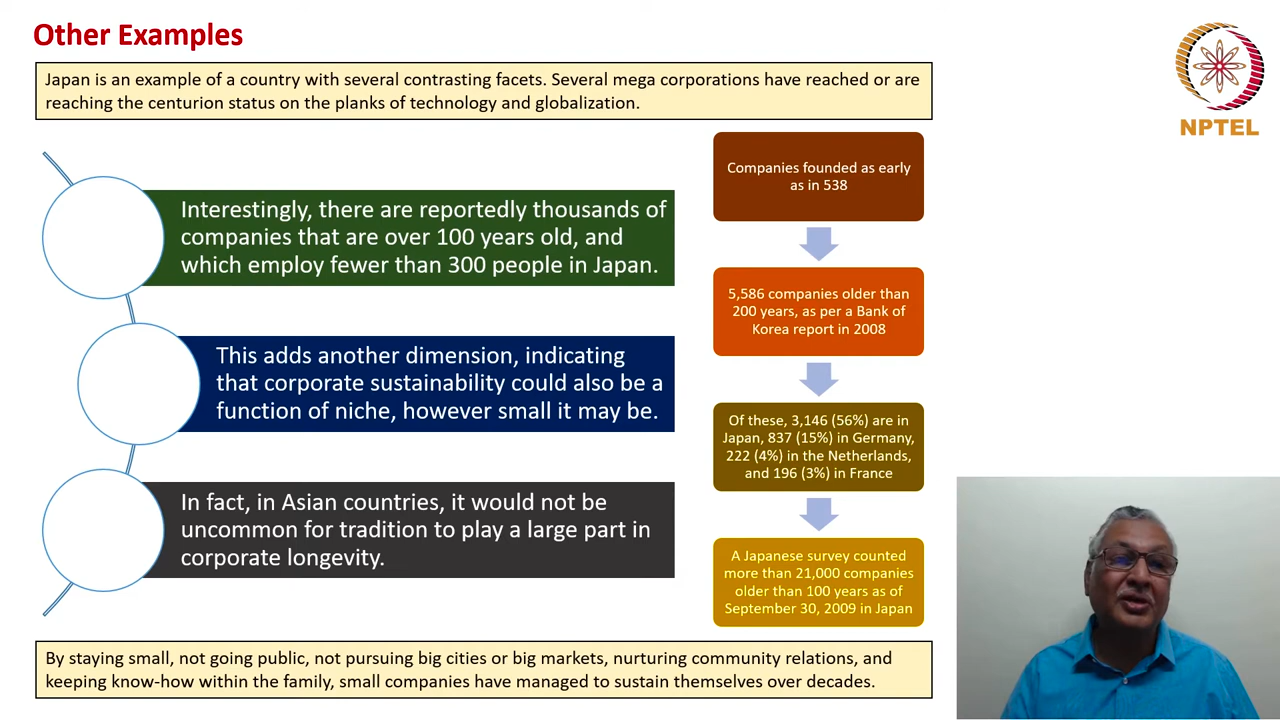 Other Examples
Japan is an example of a country with several contrasting facets. Several mega corporations have reached or are
reaching the centurion status on the planks of technology and globalization.
Interestingly, there are reportedly thousands of
companies that are over 100 years old, and
which employ fewer than 300 people in Japan.
This adds another dimension, indicating
that corporate sustainability could also be a
function of niche, however small it may be.
In fact, in Asian countries, it would not be
uncommon for tradition to play a large part in
corporate longevity.
Companies founded as early
as in 538
5,586 companies older than
200 years, as per a Bank of
Korea report in 2008
Of these, 3,146 (56%) are in
Japan, 837 (15%) in Germany,
222 (4%) in the Netherlands,
and 196 (3%) in France
A Japanese survey counted
more than 21,000 companies
older than 100 years as of
September 30, 2009 in Japan
By staying small, not going public, not pursuing big cities or big markets, nurturing community relations, and
keeping know-how within the family, small companies have managed to sustain themselves over decades.
NPTEL